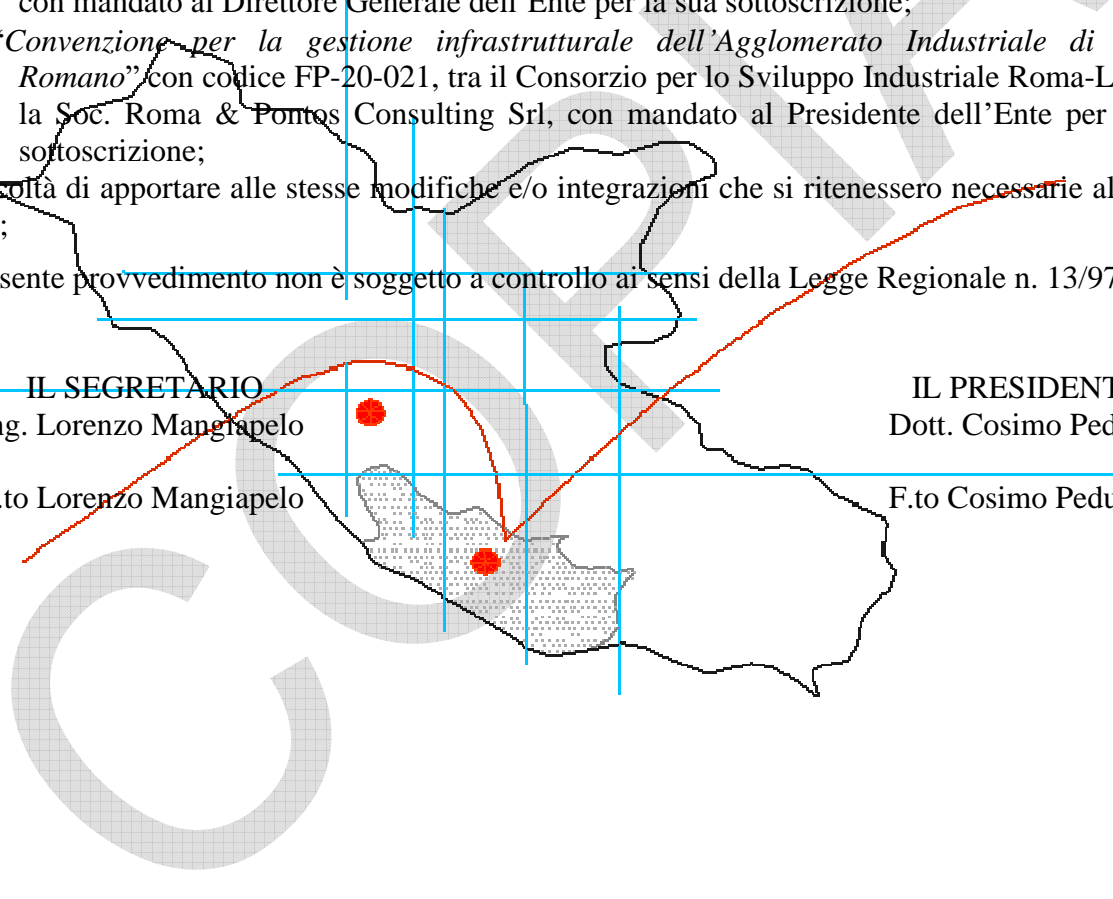 con mandato al Direttore Generale dell'Ente per la sua sottoscrizione;
“Convenzione per la gestione infrastrutturale dell'Agglomerato Industriale di
Romano” con codice FP-20-021, tra il Consorzio per lo Sviluppo Industriale Roma-L
la Soc. Roma & Pontos Consulting Srl, con mandato al Presidente dell'Ente per
sottoscrizione;
coltà di apportare alle stesse modifiche e/o integrazioni che si ritenessero necessarie al
;
sente provvedimento non è soggetto a controllo ai sensi della Legge Regionale n. 13/97
IL SEGRETARIO IL PRESIDENT
ng. Lorenzo Mangiapelo Dott. Cosimo Ped
.to Lorenzo Mangiapelo F.to Cosimo Pedu
COPIA